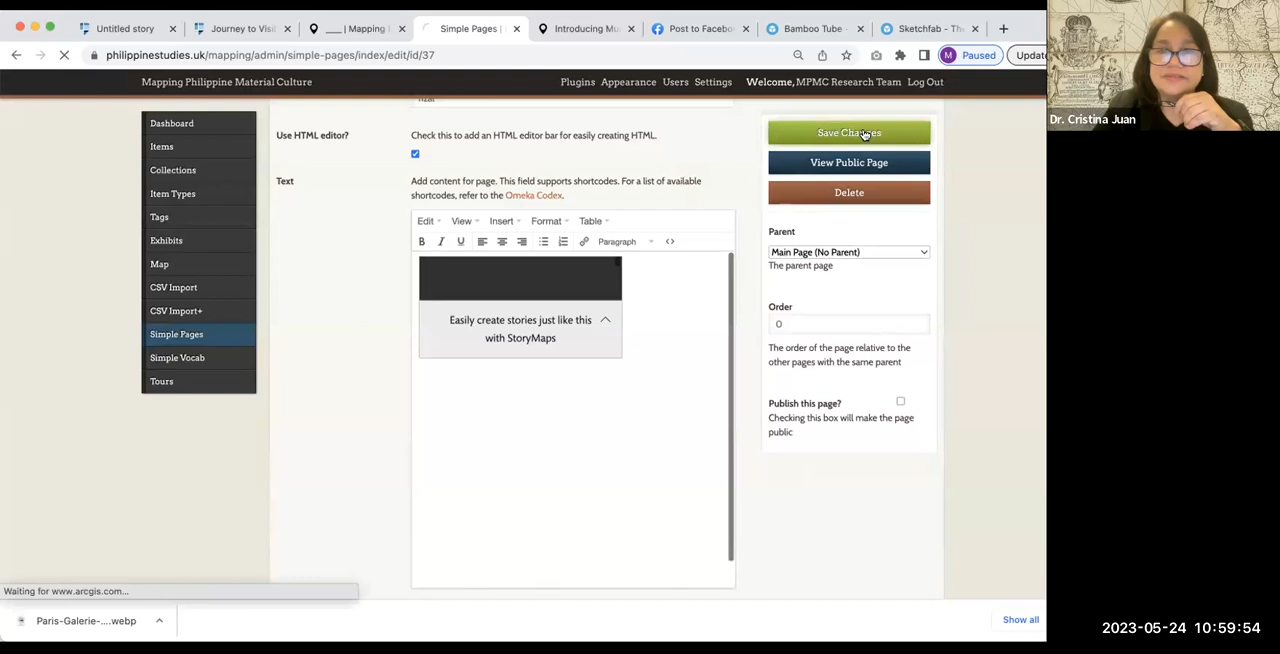 Untitled story
Journey to Visi
___ | Mapping
Simple Pages |
Introducing Mu
Post to Facebo
Bamboo Tube -
Sketchfab - The
philippinestudies.uk/mapping/admin/simple-pages/index/edit/id/37
M Paused
Update
Dr. Cristina Juan
Mapping Philippine Material Culture
Plugins Appearance Users Settings Welcome, MPMC Research Team Log Out
Dashboard
Items
Collections
Item Types
Tags
Exhibits
Map
CSV Import
CSV Import+
Simple Pages
Simple Vocab
Tours
rizal
Use HTML editor?
Check this to add an HTML editor bar for easily creating HTML.
Text
Add content for page. This field supports shortcodes. For a list of available
shortcodes, refer to the Omeka Codex.
Edit View Insert Format Table
B I U Paragraph <>
Easily create stories just like this
with StoryMaps
Save Changes
View Public Page
Delete
Parent
Main Page (No Parent)
The parent page
Order
0
The order of the page relative to the
other pages with the same parent
Publish this page?
Checking this box will make the page
public
Waiting for www.arcgis.com...
Paris-Galerie-....webp
Show all
2023-05-24 10:59:54